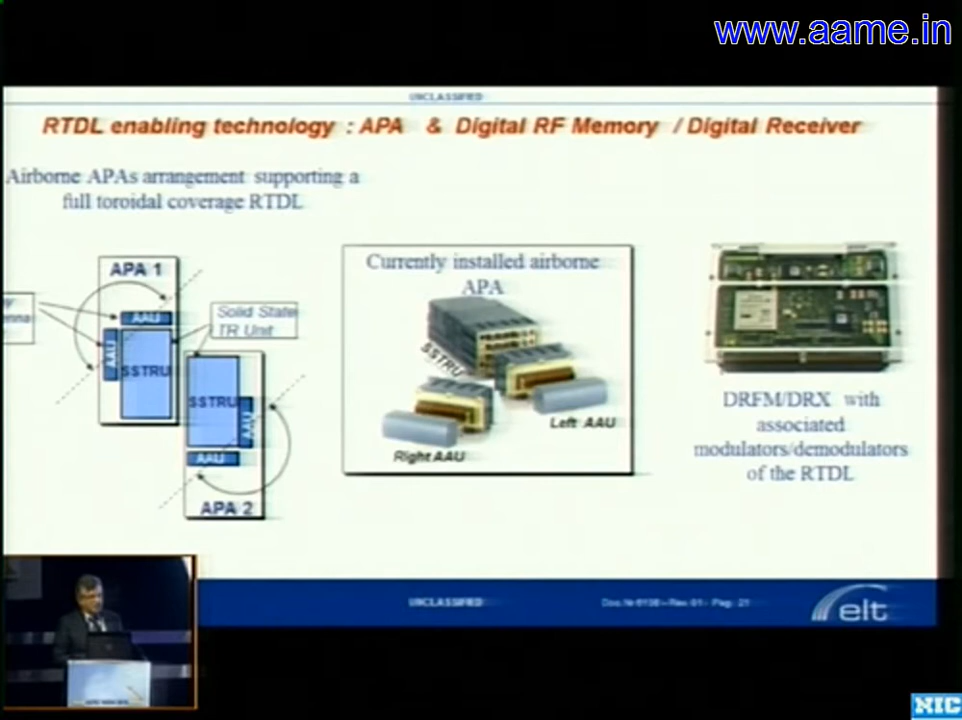 www.aame.in
UNCLASSIFIED
RTDL enabling technology : APA & Digital RF Memory / Digital Receiver
Airborne APAs arrangement supporting a
full toroidal coverage RTDL
APA 1
AAU
AAU
SSTRU
Solid State
TR Unit
SSTRU
AAU
AAU
APA 2
Currently installed airborne
APA
SSTRU
Left AAU
Right AAU
DRFM/DRX with
associated
modulators/demodulators
of the RTDL
UNCLASSIFIED
elt
NIC